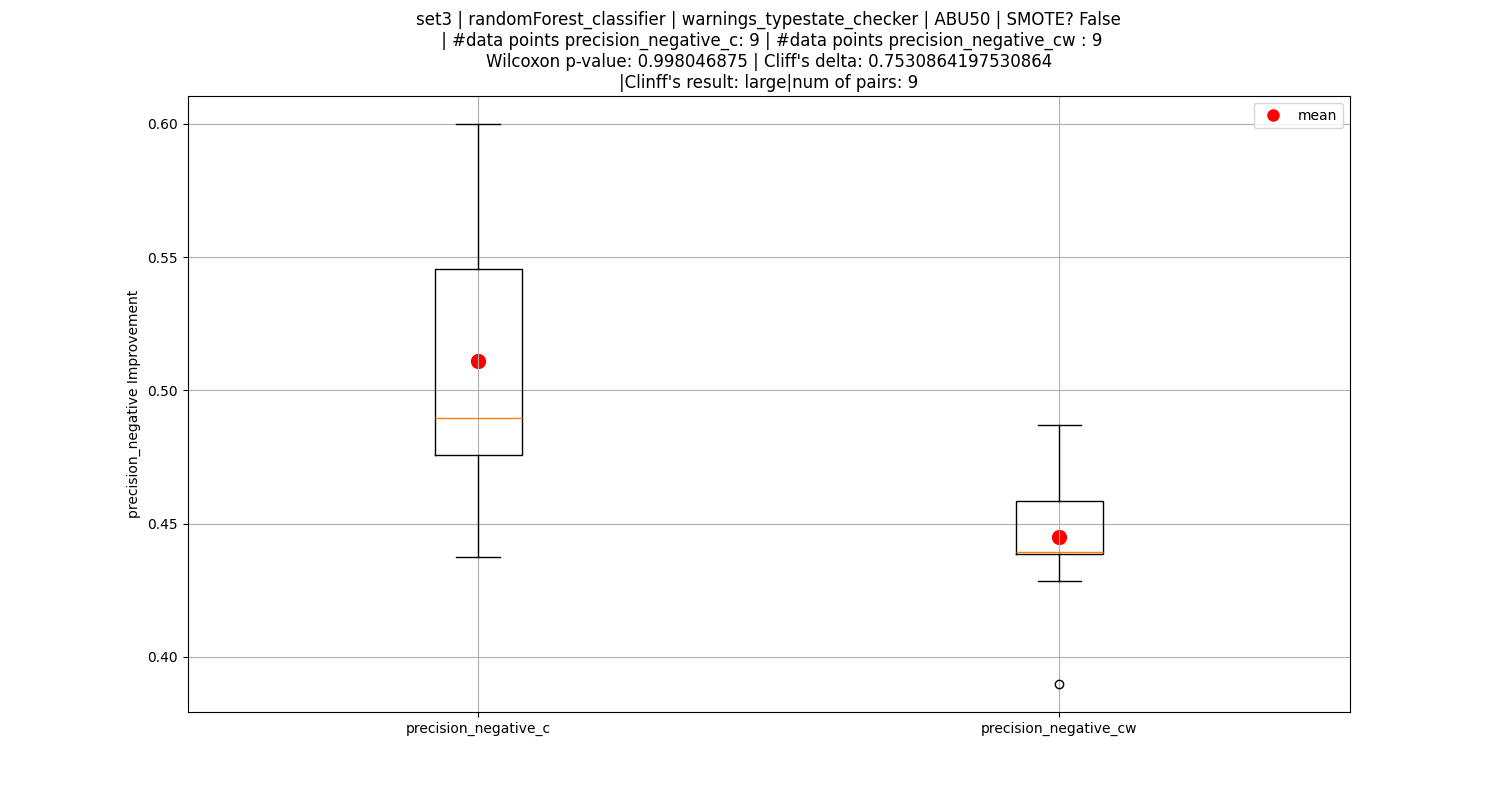 set3 | randomForest_classifier | warnings_typestate_checker | ABU50 | SMOTE? False
| #data points precision_negative_c: 9 | #data points precision_negative_cw : 9
Wilcoxon p-value: 0.998046875 | Cliff's delta: 0.7530864197530864
|Clinff's result: large|num of pairs: 9
mean
0.60
0.55
0.50
0.45
0.40
precision_negative Improvement
precision_negative_c
precision_negative_cw